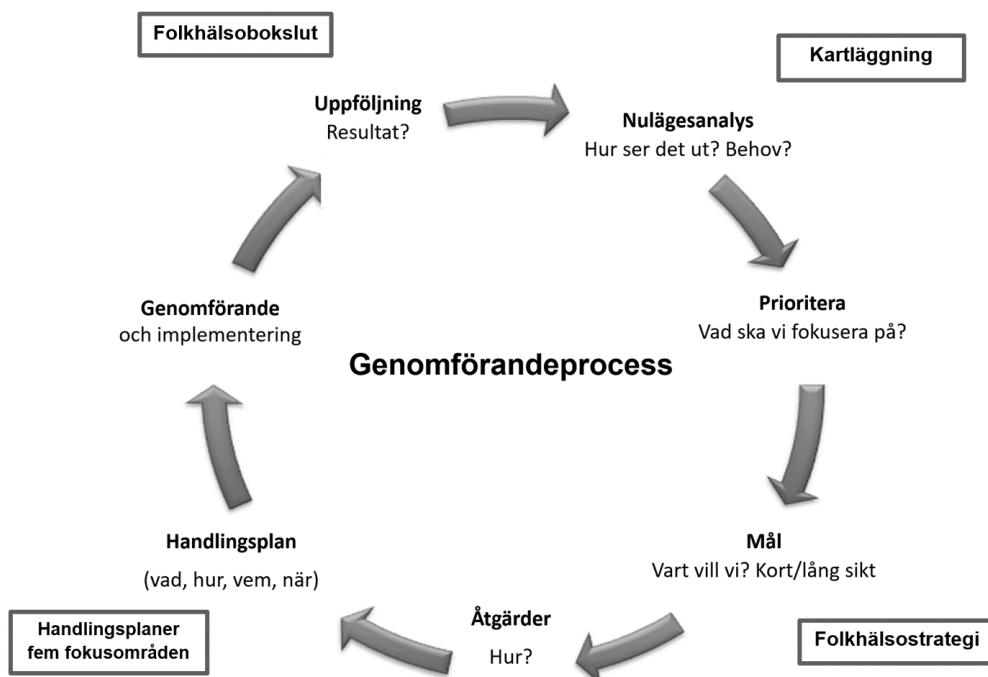 Folkhälsobokslut
Kartläggning
Uppföljning
Resultat?
Nulägesanalys
Hur ser det ut? Behov?
Prioritera
Vad ska vi fokusera på?
Genomförande
och implementering
Genomförandeprocess
Mål
Vart vill vi? Kort/lång sikt
Folkhälsostrategi
Åtgärder
Hur?
Handlingsplan
(vad, hur, vem, när)
Handlingsplaner
fem fokusområden